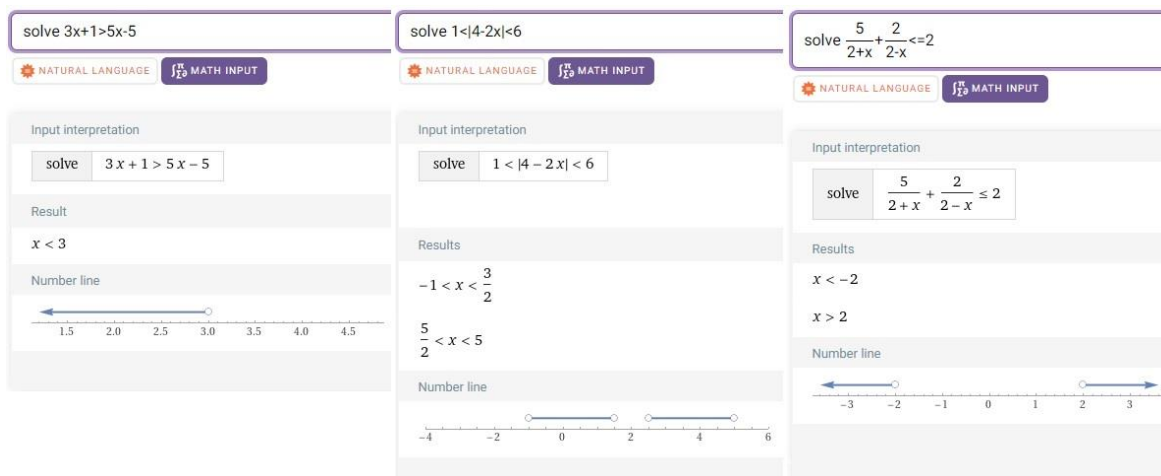 solve 3x+1>5x-5
NATURAL LANGUAGE
∫Σ∂π MATH INPUT
Input interpretation
solve 3 x + 1 > 5 x − 5
Result
x < 3
Number line
1.5 2.0 2.5 3.0 3.5 4.0 4.5
solve 1<|4-2x|<6
NATURAL LANGUAGE
∫Σ∂π MATH INPUT
Input interpretation
solve 1 < |4 − 2 x| < 6
Results
−1 < x < 3/2
5/2 < x < 5
Number line
−4 −2 0 2 4 6
solve 5/2+x + 2/2-x <=2
NATURAL LANGUAGE
∫Σ∂π MATH INPUT
Input interpretation
solve 5/2 + x + 2/2 − x ≤ 2
Results
x < −2
x > 2
Number line
−3 −2 −1 0 1 2 3